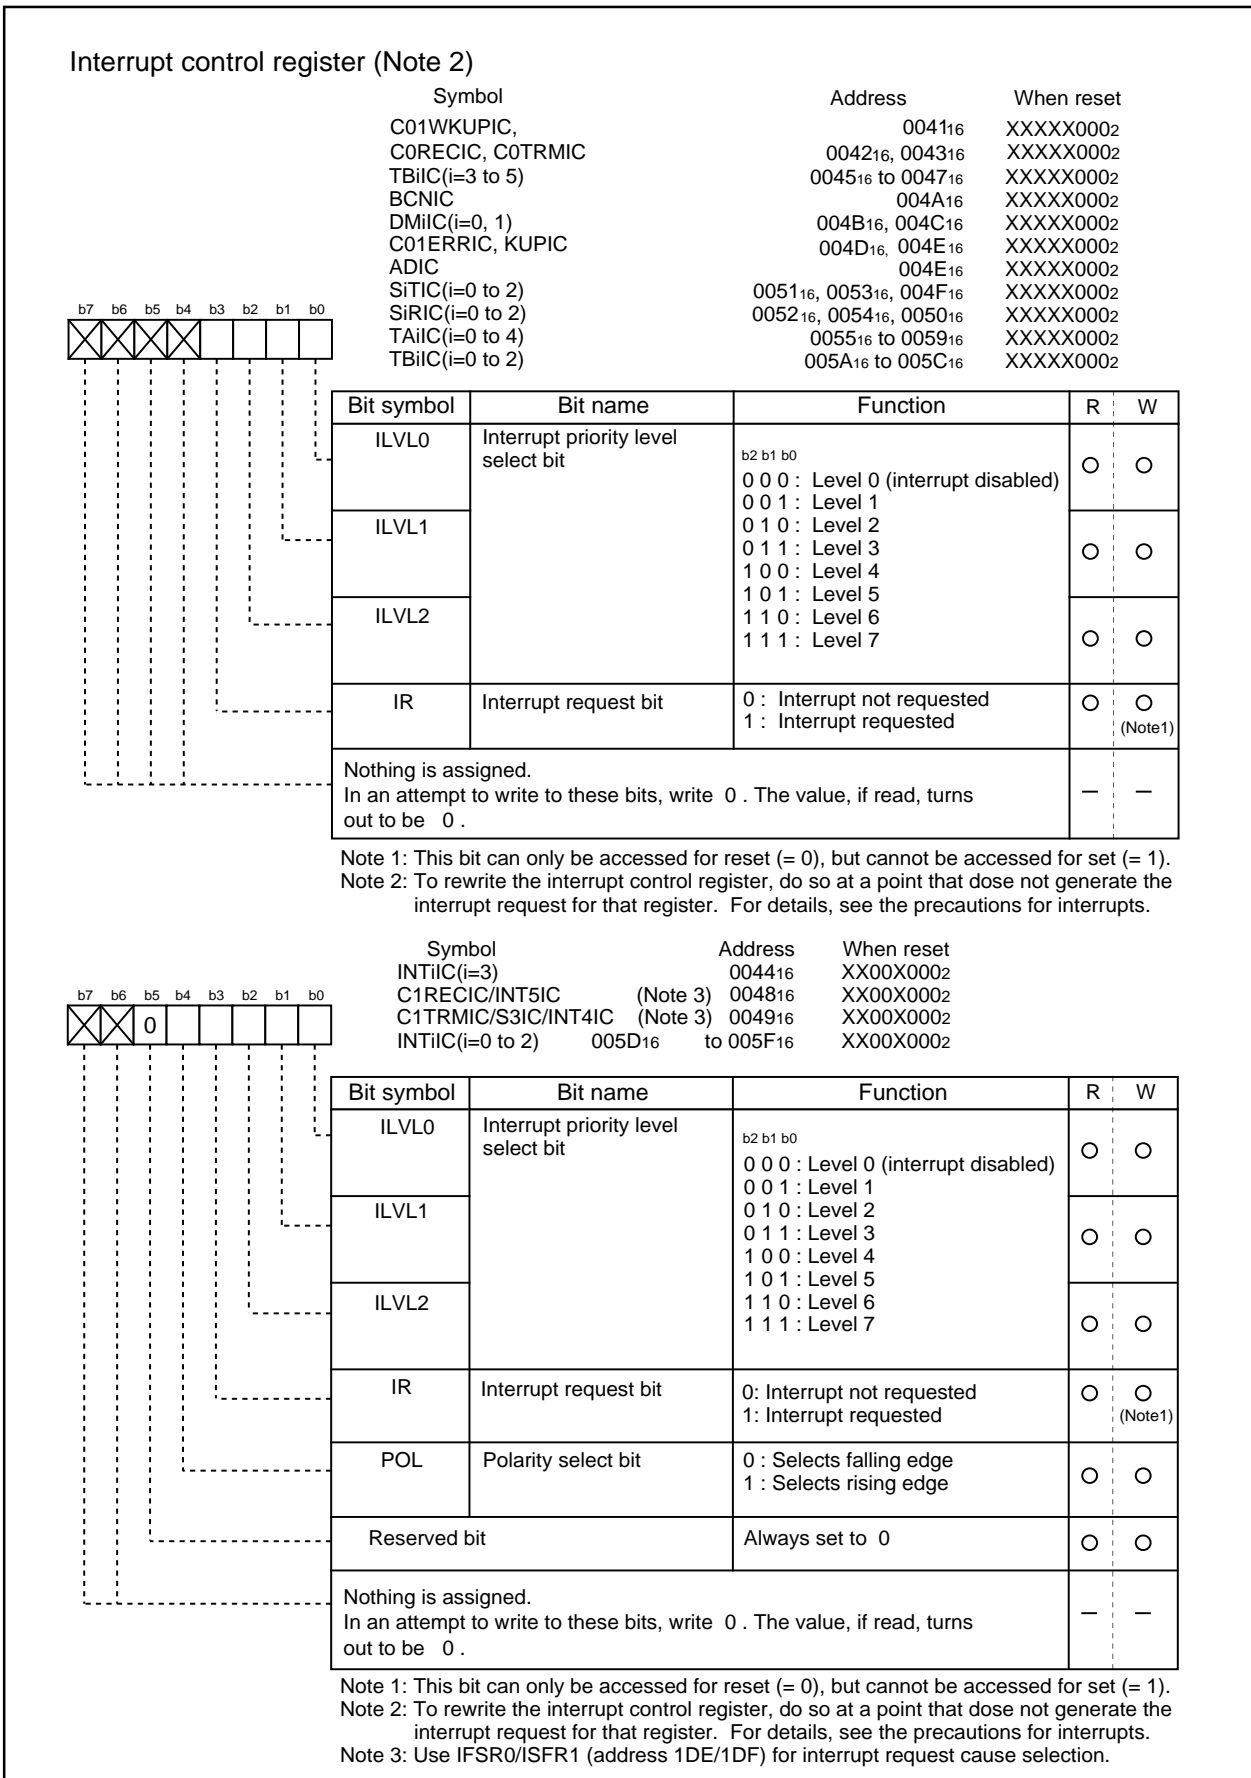 Interrupt control register (Note 2)
Symbol Address When reset
C01WKUPIC, 004116 XXXXX0002
C0RECIC, C0TRMIC 004216, 004316 XXXXX0002
TBiIC(i=3 to 5) 004516 to 004716 XXXXX0002
BCNIC 004A16 XXXXX0002
DMiIC(i=0, 1) 004B16, 004C16 XXXXX0002
C01ERRIC, KUPIC 004D16, 004E16 XXXXX0002
ADIC 004E16 XXXXX0002
SiTIC(i=0 to 2) 005116, 005316, 004F16 XXXXX0002
SiRIC(i=0 to 2) 005216, 005416, 005016 XXXXX0002
TAiIC(i=0 to 4) 005516 to 005916 XXXXX0002
TBiIC(i=0 to 2) 005A16 to 005C16 XXXXX0002
b7 b6 b5 b4 b3 b2 b1 b0
Bit symbol Bit name Function R W
ILVL0 Interrupt priority level
select bit
b2 b1 b0
0 0 0 : Level 0 (interrupt disabled)
0 0 1 : Level 1
ILVL1 0 1 0 : Level 2
0 1 1 : Level 3
1 0 0 : Level 4
1 0 1 : Level 5
ILVL2 1 1 0 : Level 6
1 1 1 : Level 7
IR Interrupt request bit 0 : Interrupt not requested
1 : Interrupt requested (Note1)
Nothing is assigned.
In an attempt to write to these bits, write 0 . The value, if read, turns
out to be 0 . – –
Note 1: This bit can only be accessed for reset (= 0), but cannot be accessed for set (= 1).
Note 2: To rewrite the interrupt control register, do so at a point that dose not generate the
interrupt request for that register. For details, see the precautions for interrupts.
Symbol Address When reset
INTiIC(i=3) 004416 XX00X0002
C1RECIC/INT5IC (Note 3) 004816 XX00X0002
C1TRMIC/S3IC/INT4IC (Note 3) 004916 XX00X0002
INTiIC(i=0 to 2) 005D16 to 005F16 XX00X0002
b7 b6 b5 b4 b3 b2 b1 b0
0
Bit symbol Bit name Function R W
ILVL0 Interrupt priority level
select bit
b2 b1 b0
0 0 0 : Level 0 (interrupt disabled)
0 0 1 : Level 1
ILVL1 0 1 0 : Level 2
0 1 1 : Level 3
1 0 0 : Level 4
1 0 1 : Level 5
ILVL2 1 1 0 : Level 6
1 1 1 : Level 7
IR Interrupt request bit 0: Interrupt not requested
1: Interrupt requested (Note1)
POL Polarity select bit 0 : Selects falling edge
1 : Selects rising edge
Reserved bit Always set to 0
Nothing is assigned.
In an attempt to write to these bits, write 0 . The value, if read, turns
out to be 0 . – –
Note 1: This bit can only be accessed for reset (= 0), but cannot be accessed for set (= 1).
Note 2: To rewrite the interrupt control register, do so at a point that dose not generate the
interrupt request for that register. For details, see the precautions for interrupts.
Note 3: Use IFSR0/ISFR1 (address 1DE/1DF) for interrupt request cause selection.